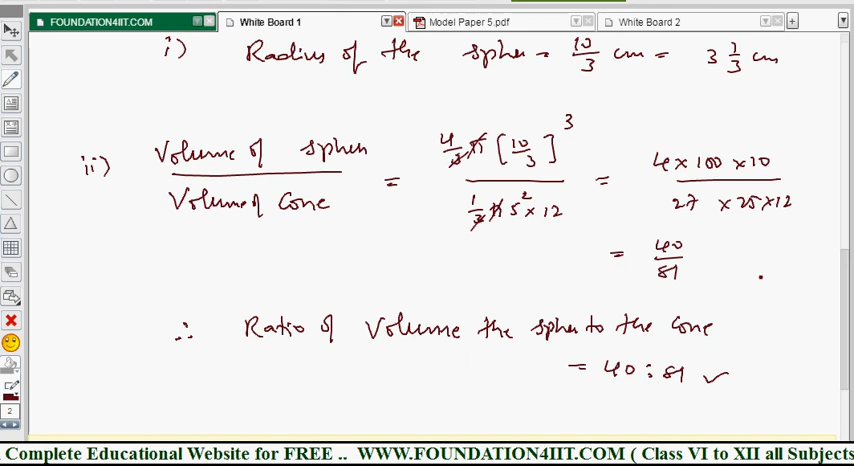 FOUNDATION4IIT.COM White Board 1 Model Paper 5.pdf White Board 2
i) Radius of the sphere = 10/3 cm = 3 1/3 cm
ii) Volume of sphere / Volume of Cone = 4/3 π [10/3]^3 / 1/3 π 5^2 × 12 = 4 × 100 × 10 / 27 × 25 × 12
= 40/81
∴ Ratio of Volume the spher to the Cone
= 40 : 81 ✓
2
Complete Educational Website for FREE .. WWW.FOUNDATION4IIT.COM ( Class VI to XII all Subjects